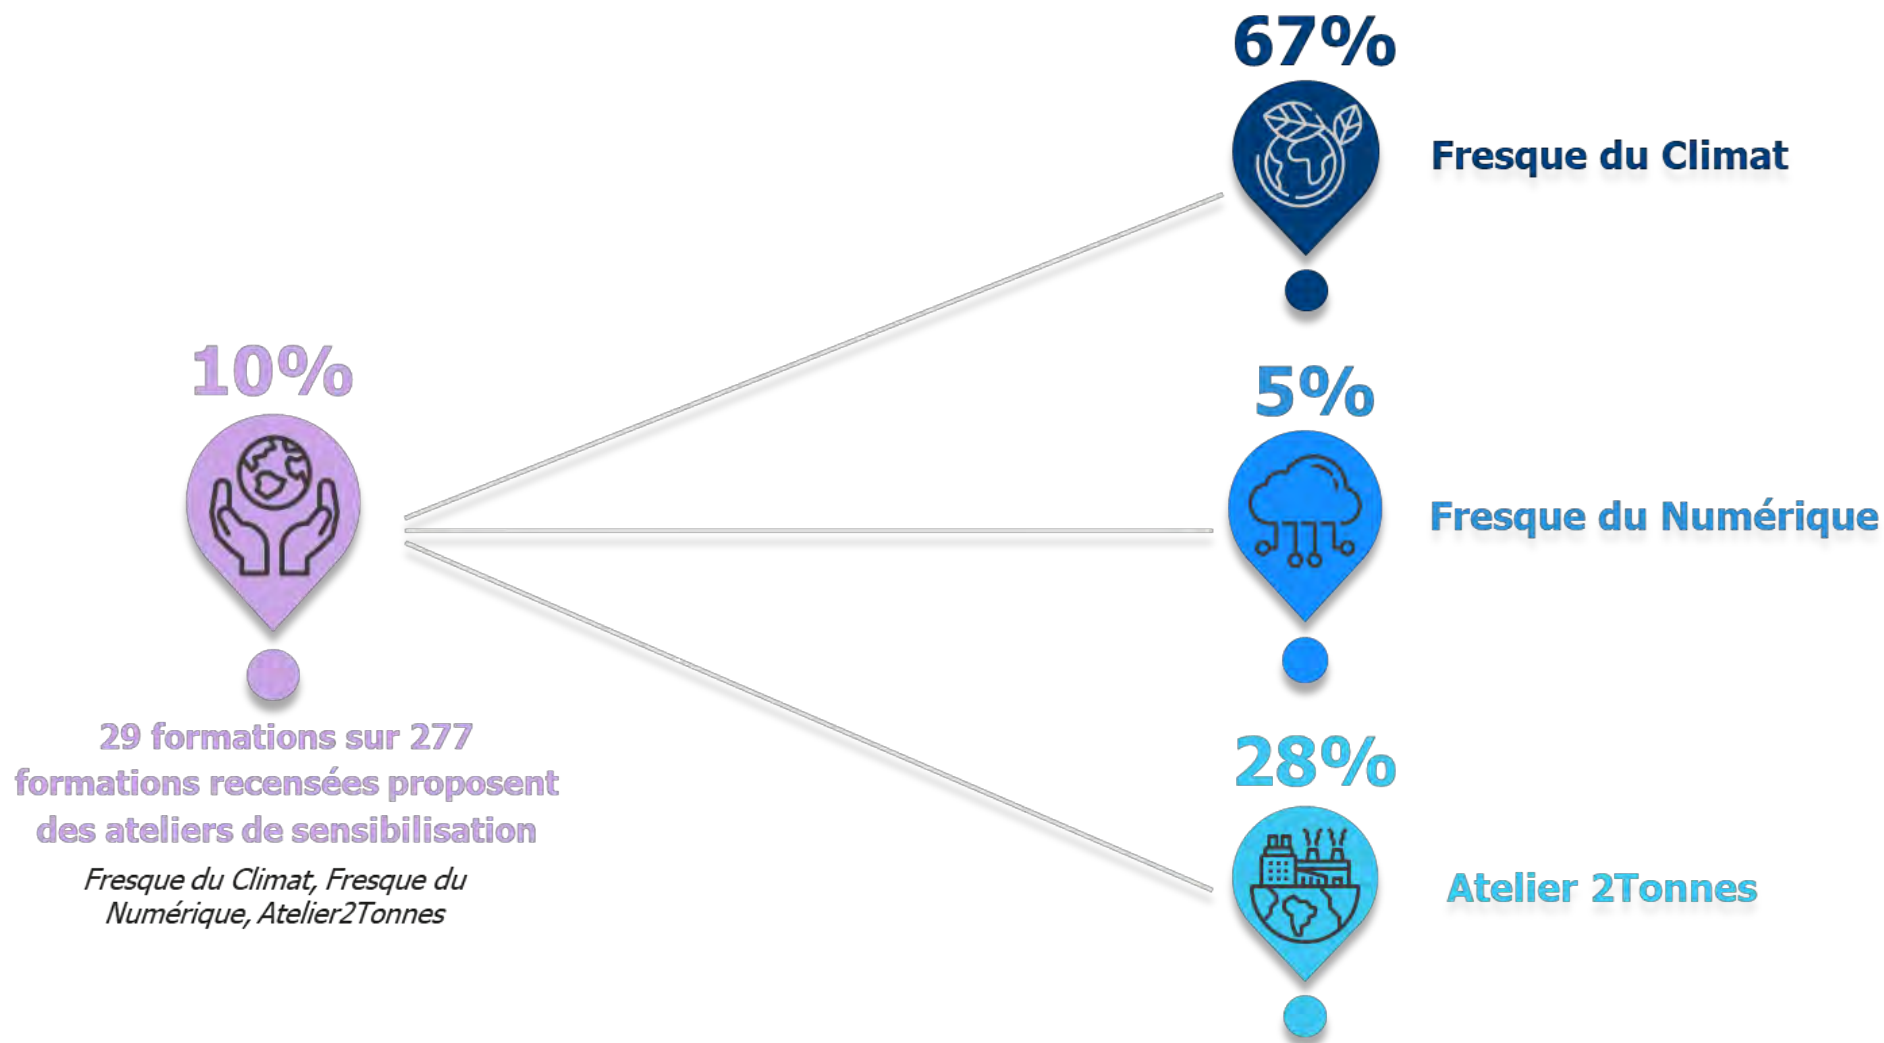 10%
29 formations sur 277
formations recensées proposent
des ateliers de sensibilisation
Fresque du Climat, Fresque du
Numérique, Atelier2Tonnes
67%
Fresque du Climat
5%
Fresque du Numérique
28%
Atelier 2Tonnes